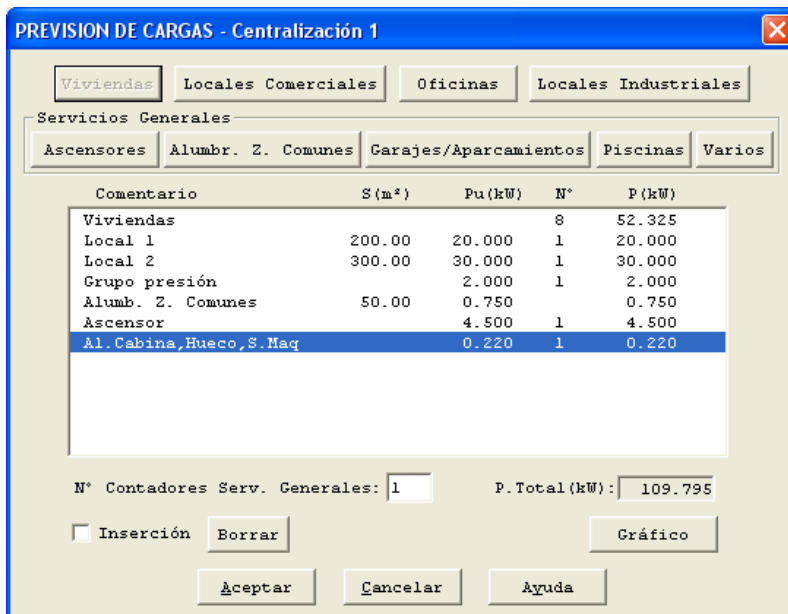 PREVISION DE CARGAS - Centralización 1
Viviendas Locales Comerciales Oficinas Locales Industriales
Servicios Generales
Ascensores Alumbr. Z. Comunes Garajes/Aparcamientos Piscinas Varios
Comentario S(m²) Pu(kW) N° P(kW)
Viviendas 8 52.325
Local 1 200.00 20.000 1 20.000
Local 2 300.00 30.000 1 30.000
Grupo presión 2.000 1 2.000
Alumb. Z. Comunes 50.00 0.750 0.750
Ascensor 4.500 1 4.500
Al.Cabina,Hueco,S.Maq 0.220 1 0.220
N° Contadores Serv. Generales: 1 P.Total(kW): 109.795
Inserción Borrar Gráfico
Aceptar Cancelar Ayuda